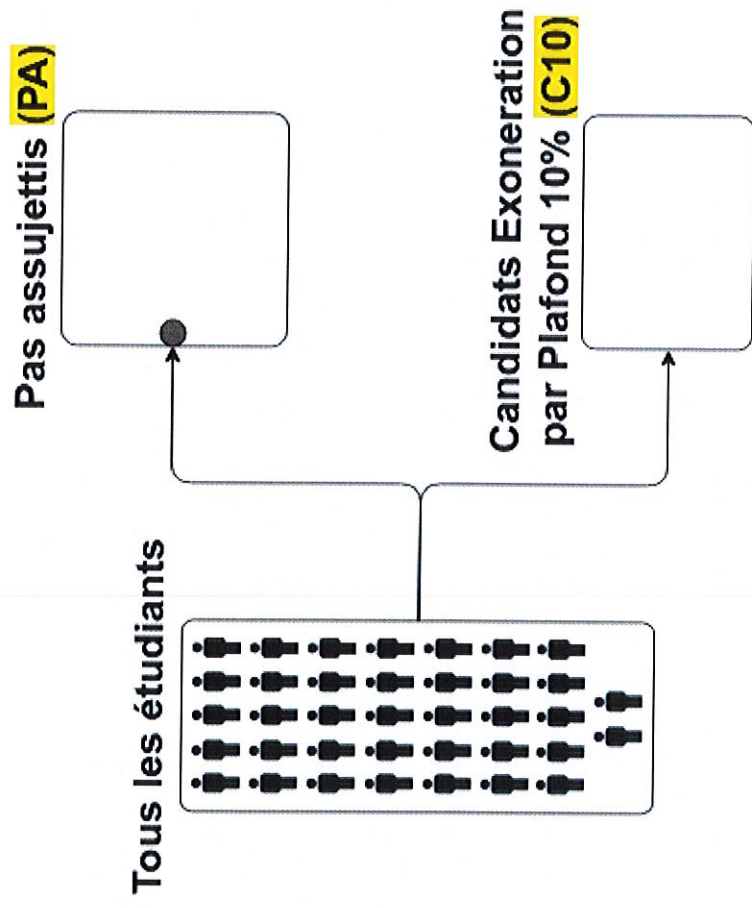 Tous les étudiants
Pas assujettis (PA)
Candidats Exoneration
par Plafond 10% (C10)